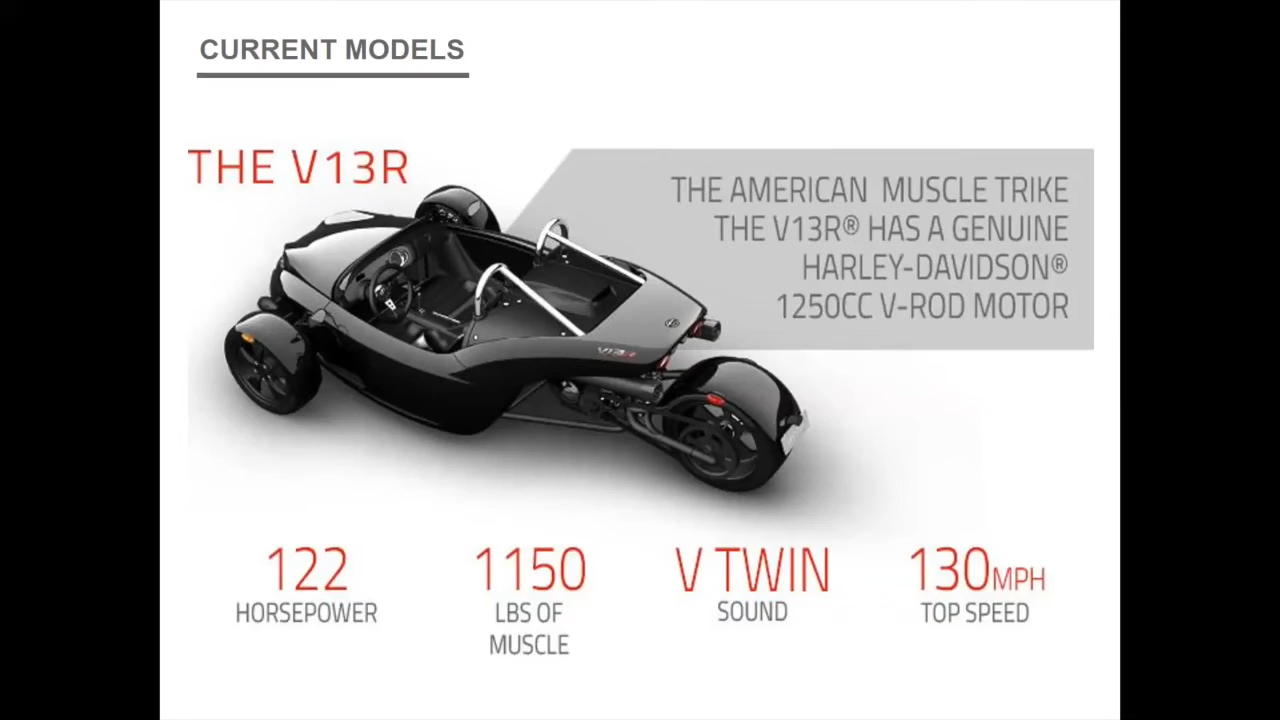 CURRENT MODELS
THE V13R
THE AMERICAN MUSCLE TRIKE
THE V13R® HAS A GENUINE
HARLEY-DAVIDSON®
1250CC V-ROD MOTOR
V13R
122
HORSEPOWER
1150
LBS OF
MUSCLE
V TWIN
SOUND
130MPH
TOP SPEED